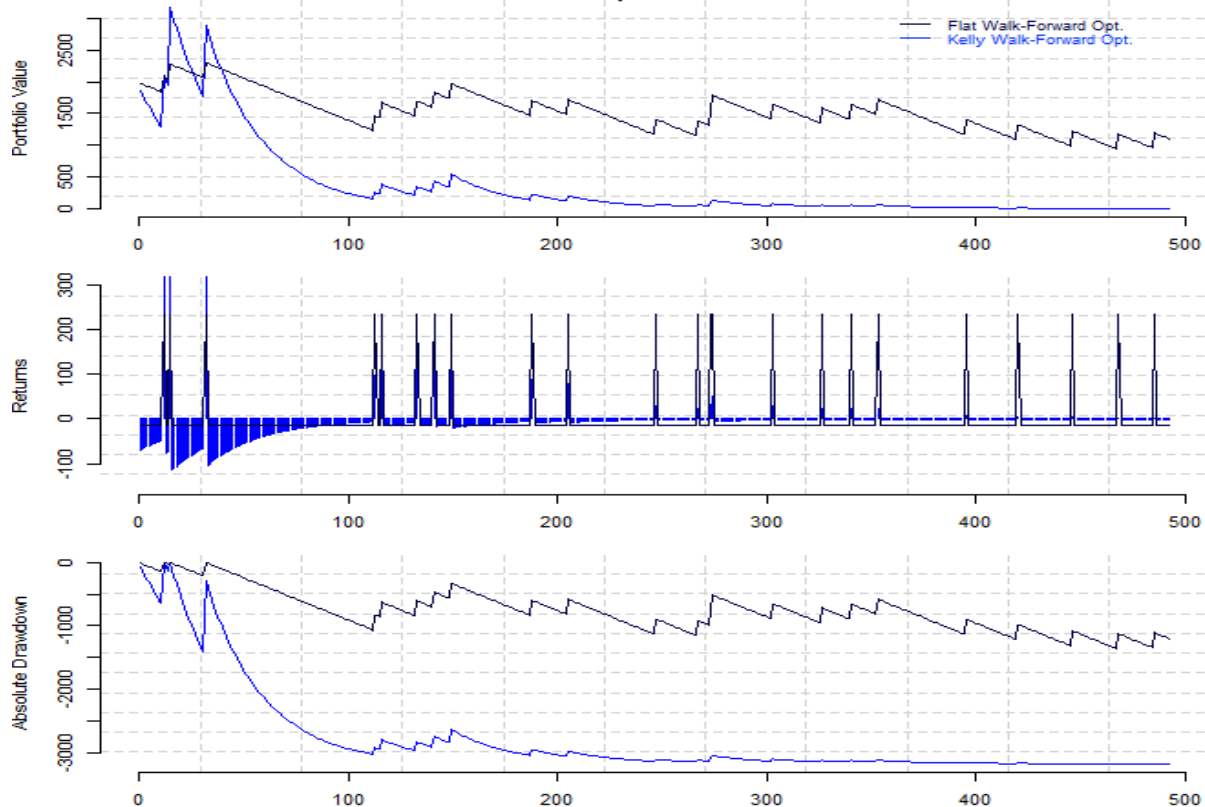 Flat Walk-Forward Opt.
Kelly Walk-Forward Opt.
Portfolio Value
2500
1500
500
0
0 100 200 300 400 500
Returns
300
200
100
0
-100
0 100 200 300 400 500
Absolute Drawdown
0
-1000
-2000
-3000
0 100 200 300 400 500